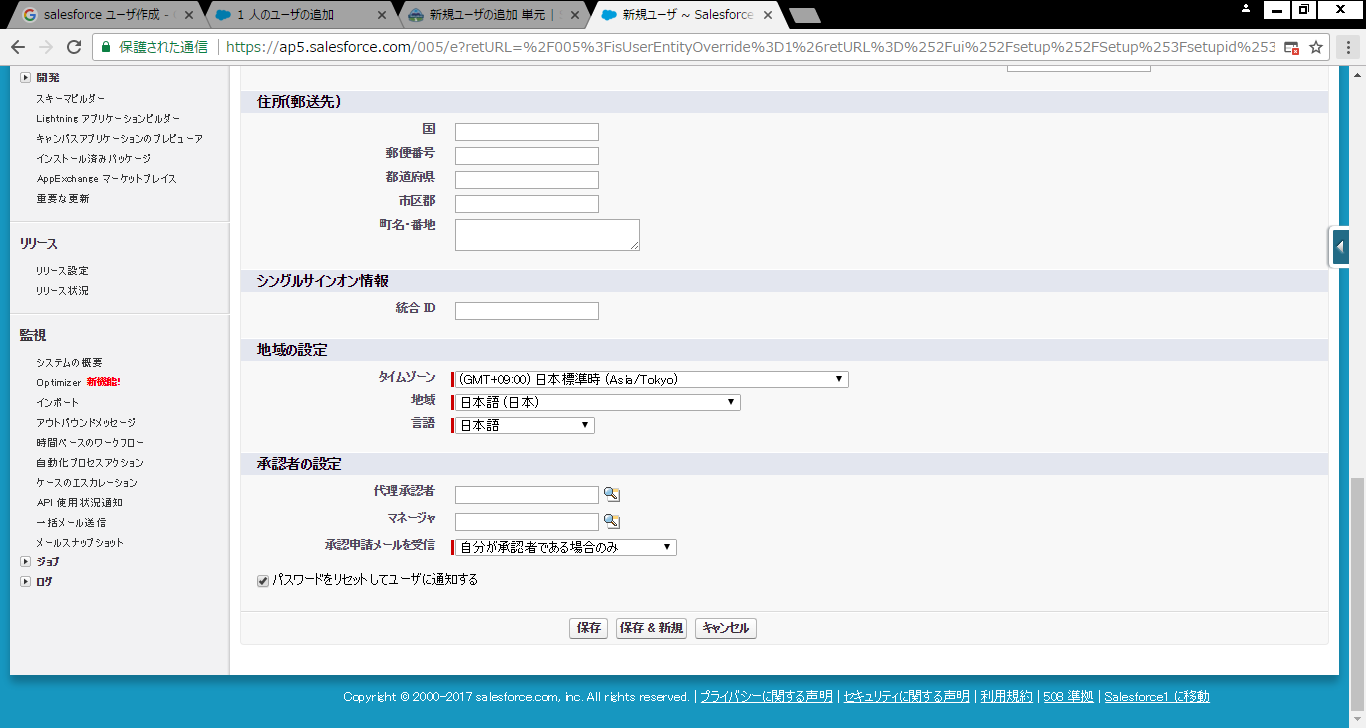 salesforce ユーザ作成 -
1 人のユーザの追加
新規ユーザの追加 単元 |
新規ユーザ ~ Salesforce
保護された通信
https://ap5.salesforce.com/005/e?retURL=%2F005%3FisUserEntityOverride%3D1%26retURL%3D%252Fui%252Fsetup%252FSetup%253Fsetupid%253
開発
スキーマビルダー
Lightning アプリケーションビルダー
キャンバスアプリケーションのプレビューア
インストール済みパッケージ
AppExchange マーケットプレイス
重要な更新
リリース
リリース設定
リリース状況
監視
システムの概要
Optimizer 新機能!
インポート
アウトバウンドメッセージ
時間ベースのワークフロー
自動化プロセスアクション
ケースのエスカレーション
API 使用状況通知
一括メール送信
メールスナップショット
ジョブ
ログ
住所(郵送先)
国
郵便番号
都道府県
市区郡
町名・番地
シングルサインオン情報
統合 ID
地域の設定
タイムゾーン (GMT+09:00) 日本標準時 (Asia/Tokyo)
地域 日本語 (日本)
言語 日本語
承認者の設定
代理承認者
マネージャ
承認申請メールを受信 自分が承認者である場合のみ
パスワードをリセットしてユーザに通知する
保存 保存 & 新規 キャンセル
Copyright © 2000-2017 salesforce.com, inc. All rights reserved. | プライバシーに関する声明 | セキュリティに関する声明 | 利用規約 | 508 準拠 | Salesforce1 に移動